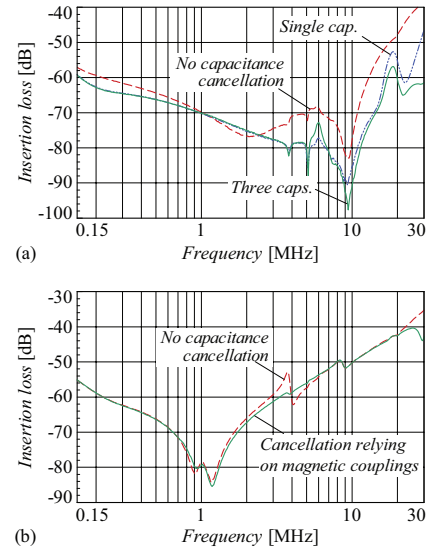 -40
-50
-60
-70
-80
-90
-100
Insertion loss [dB]
Single cap.
No capacitance
cancellation
Three caps.
0.15
1
10
30
(a)
Frequency [MHz]
-30
-40
-50
-60
-70
-80
-90
Insertion loss [dB]
No capacitance
cancellation
Cancellation relying
on magnetic couplings
0.15
1
10
30
(b)
Frequency [MHz]